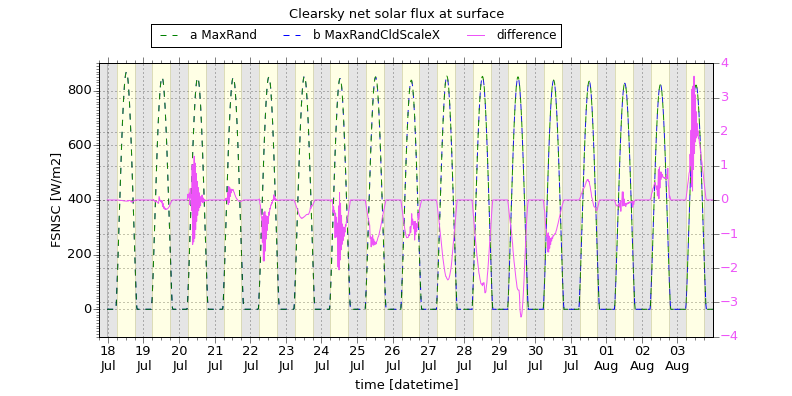 Clearsky net solar flux at surface
a MaxRand b MaxRandCldScaleX difference
800
600
400
200
0
FSNSC [W/m2]
4
3
2
1
0
−1
−2
−3
−4
18 19 20 21 22 23 24 25 26 27 28 29 30 31 01 02 03
Jul Jul Jul Jul Jul Jul Jul Jul Jul Jul Jul Jul Jul Jul Aug Aug Aug
time [datetime]